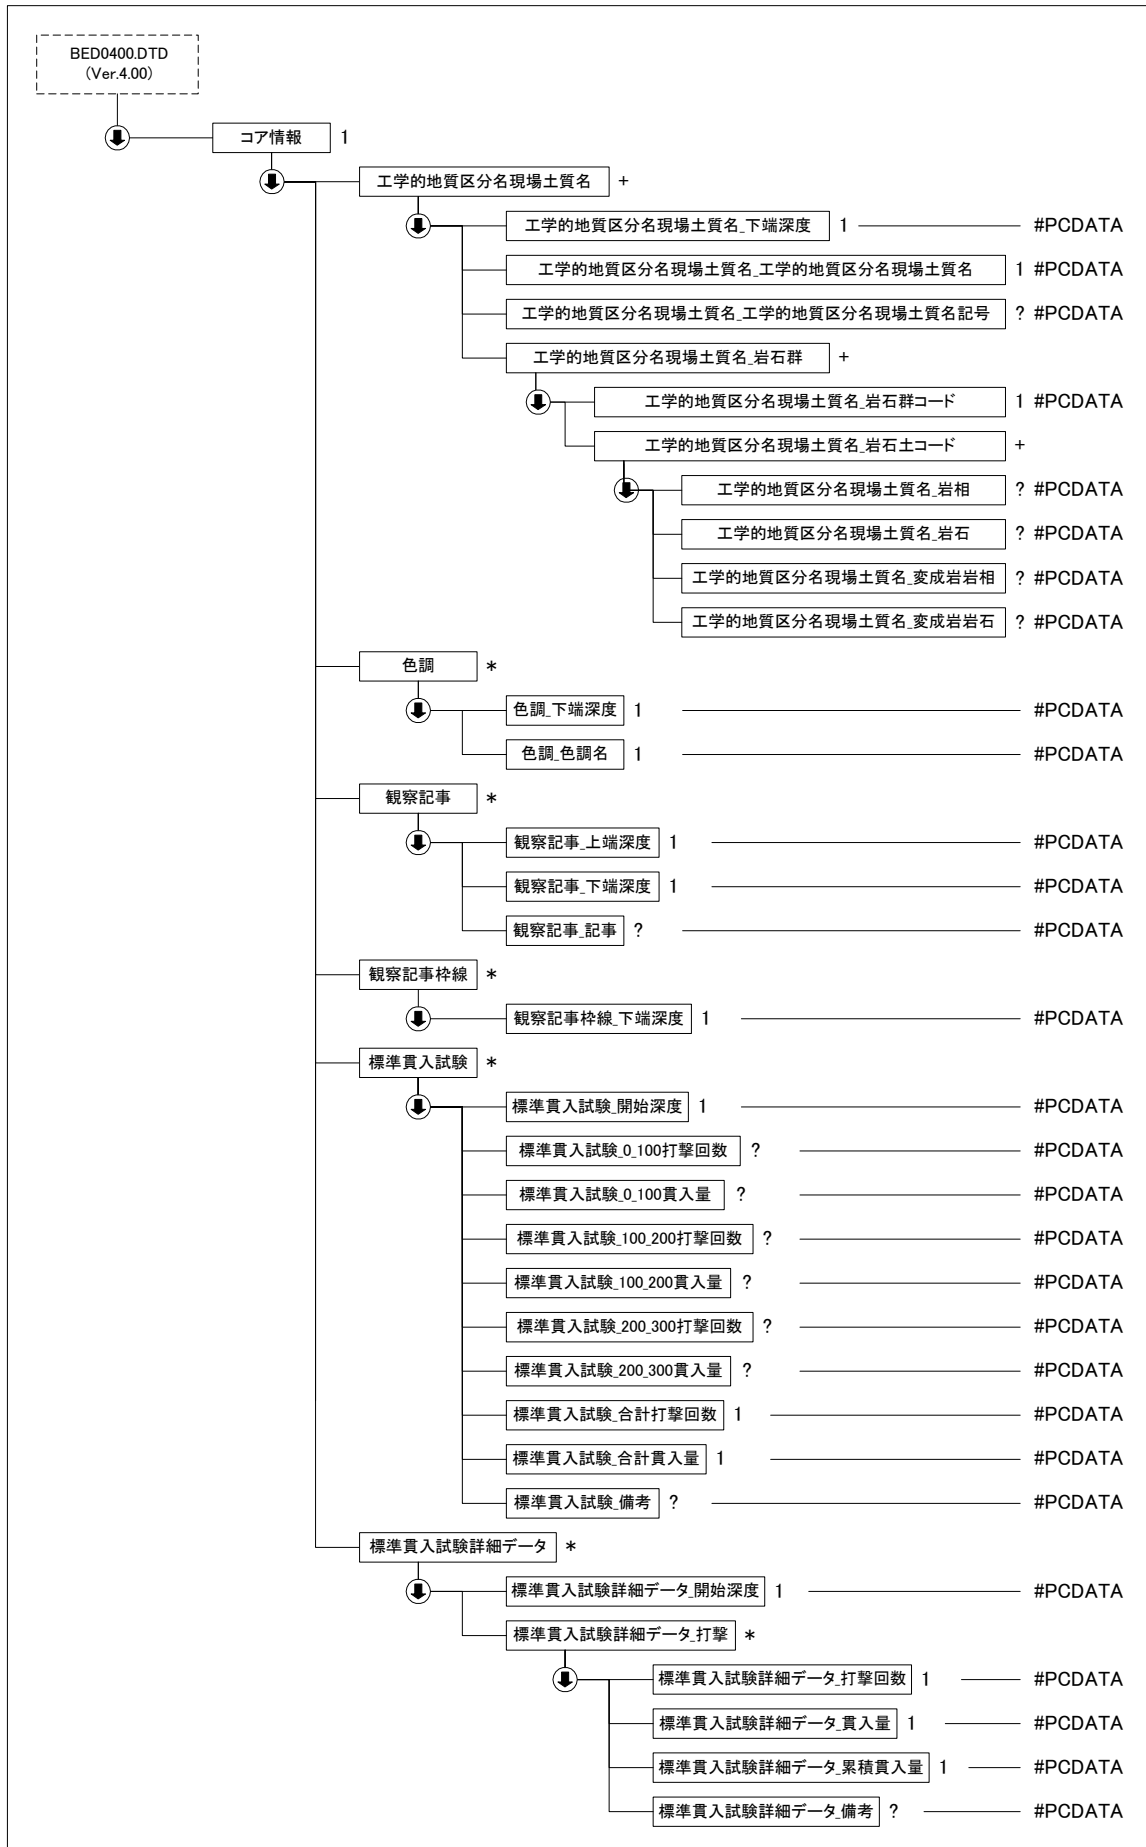 BED0400.DTD
(Ver.4.00)
コア情報 1
工学的地質区分名現場土質名 +
工学的地質区分名現場土質名_下端深度 1 #PCDATA
工学的地質区分名現場土質名_工学的地質区分名現場土質名 1 #PCDATA
工学的地質区分名現場土質名_工学的地質区分名現場土質名記号 ? #PCDATA
工学的地質区分名現場土質名_岩石群 +
工学的地質区分名現場土質名_岩石群コード 1 #PCDATA
工学的地質区分名現場土質名_岩石土コード +
工学的地質区分名現場土質名_岩相 ? #PCDATA
工学的地質区分名現場土質名_岩石 ? #PCDATA
工学的地質区分名現場土質名_変成岩岩相 ? #PCDATA
工学的地質区分名現場土質名_変成岩岩石 ? #PCDATA
色調 *
色調_下端深度 1 #PCDATA
色調_色調名 1 #PCDATA
観察記事 *
観察記事_上端深度 1 #PCDATA
観察記事_下端深度 1 #PCDATA
観察記事_記事 ? #PCDATA
観察記事枠線 *
観察記事枠線_下端深度 1 #PCDATA
標準貫入試験 *
標準貫入試験_開始深度 1 #PCDATA
標準貫入試験_0_100打撃回数 ? #PCDATA
標準貫入試験_0_100貫入量 ? #PCDATA
標準貫入試験_100_200打撃回数 ? #PCDATA
標準貫入試験_100_200貫入量 ? #PCDATA
標準貫入試験_200_300打撃回数 ? #PCDATA
標準貫入試験_200_300貫入量 ? #PCDATA
標準貫入試験_合計打撃回数 1 #PCDATA
標準貫入試験_合計貫入量 1 #PCDATA
標準貫入試験_備考 ? #PCDATA
標準貫入試験詳細データ *
標準貫入試験詳細データ_開始深度 1 #PCDATA
標準貫入試験詳細データ_打撃 *
標準貫入試験詳細データ_打撃回数 1 #PCDATA
標準貫入試験詳細データ_貫入量 1 #PCDATA
標準貫入試験詳細データ_累積貫入量 1 #PCDATA
標準貫入試験詳細データ_備考 ? #PCDATA